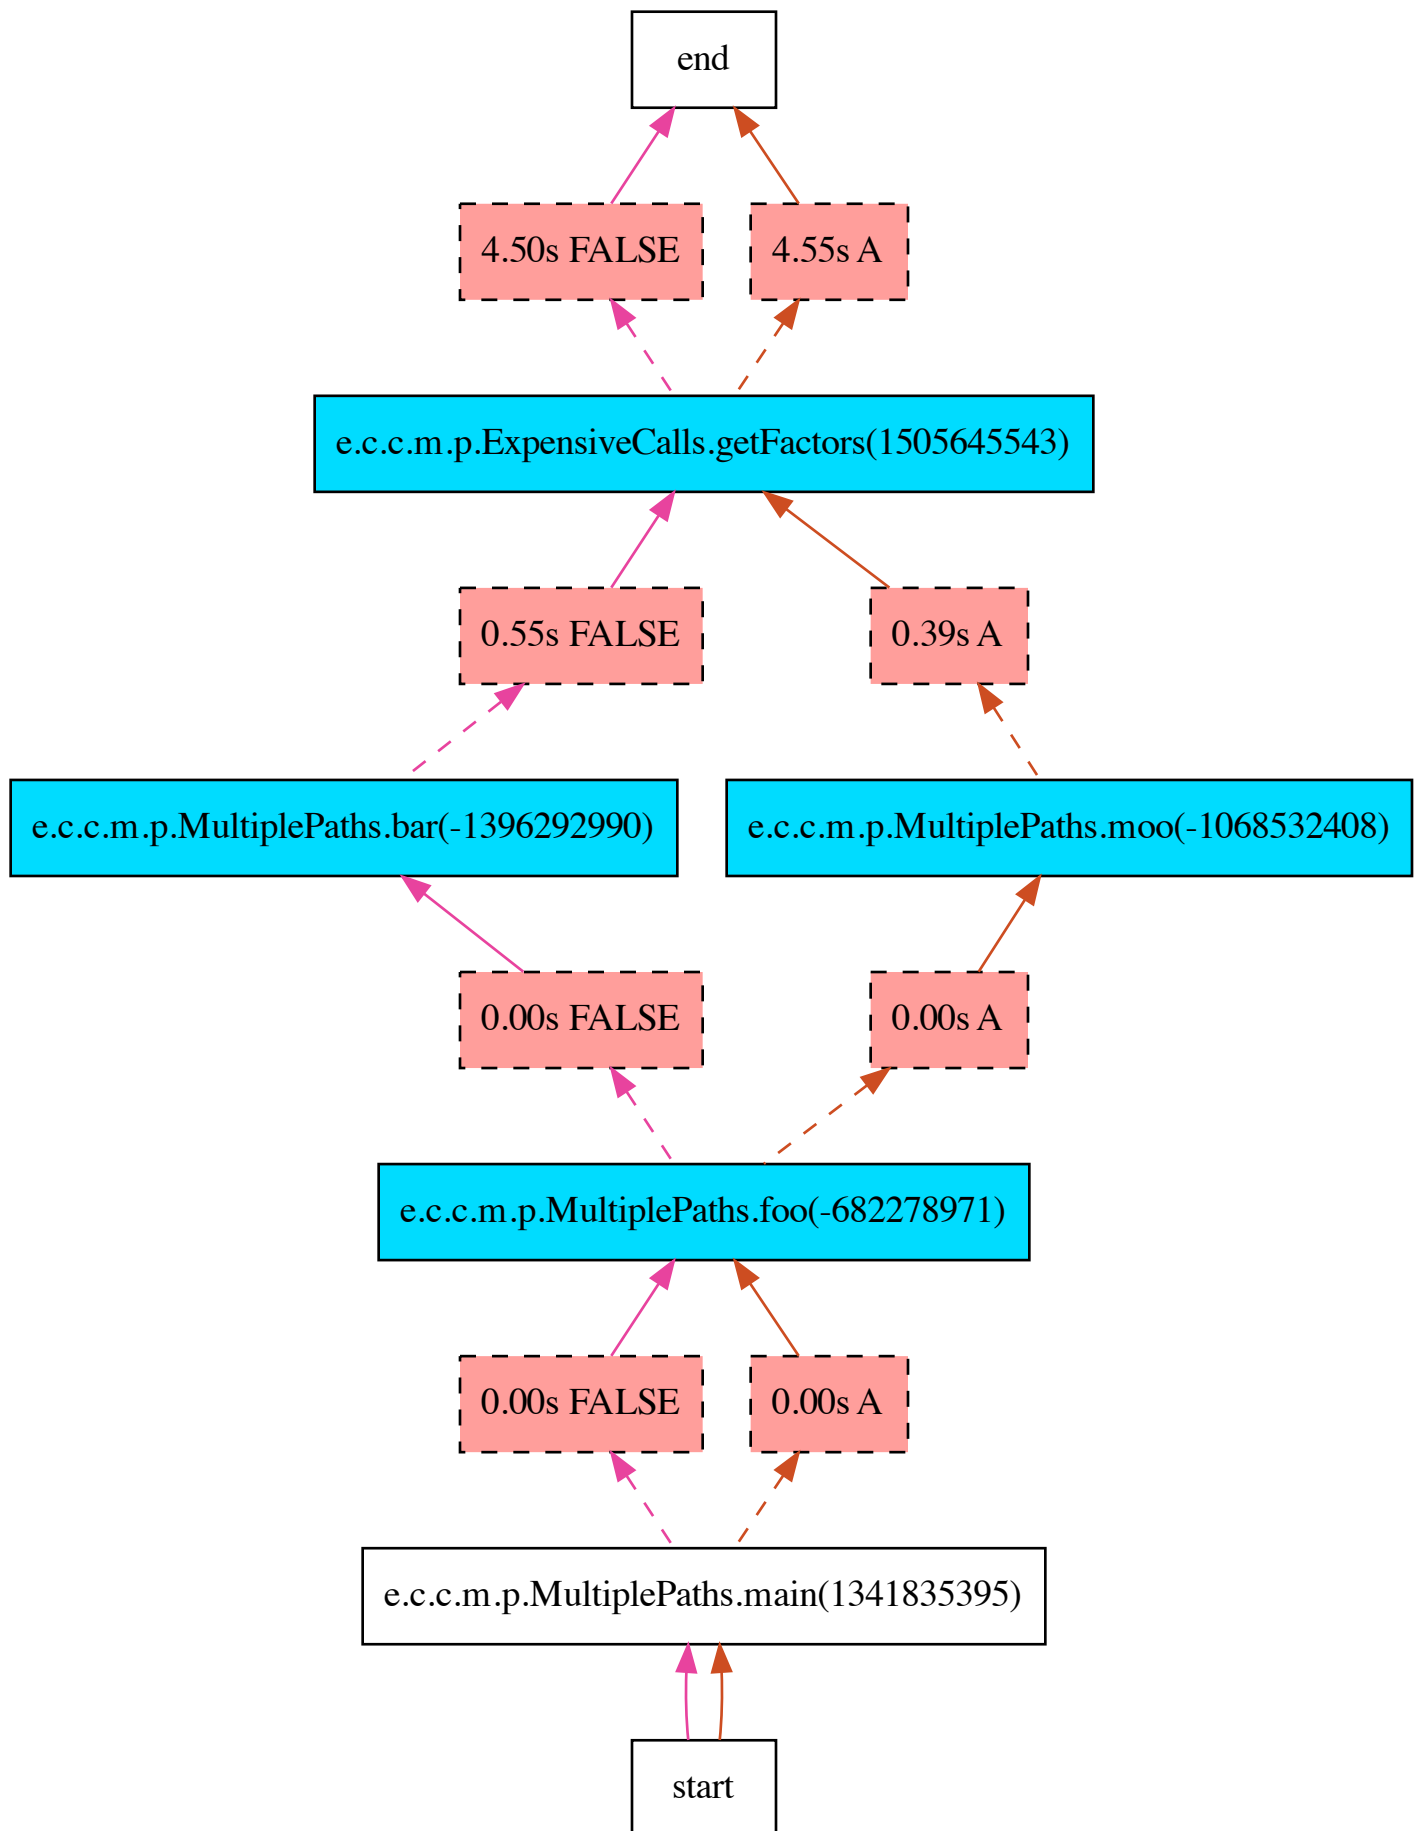 end
4.50s FALSE
4.55s A
e.c.c.m.p.ExpensiveCalls.getFactors(1505645543)
0.55s FALSE
0.39s A
e.c.c.m.p.MultiplePaths.bar(-1396292990)
e.c.c.m.p.MultiplePaths.moo(-1068532408)
0.00s FALSE
0.00s A
e.c.c.m.p.MultiplePaths.foo(-682278971)
0.00s FALSE
0.00s A
e.c.c.m.p.MultiplePaths.main(1341835395)
start